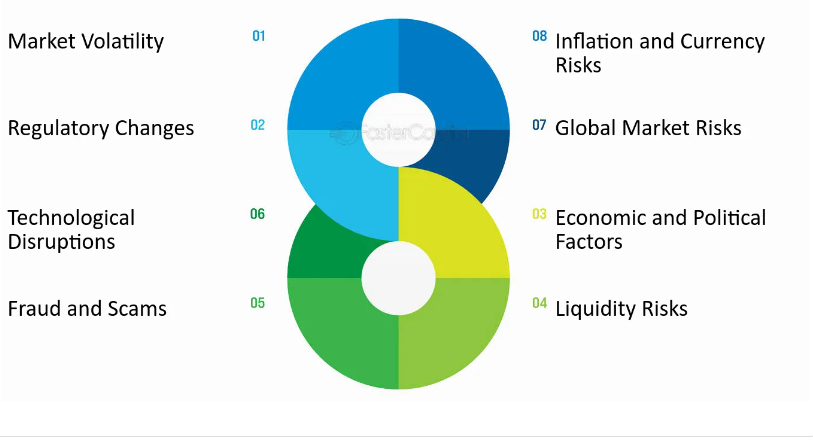 Market Volatility
01
08
Inflation and Currency
Risks
Regulatory Changes
02
07
Global Market Risks
Technological
Disruptions
06
03
Economic and Political
Factors
Fraud and Scams
05
04
Liquidity Risks